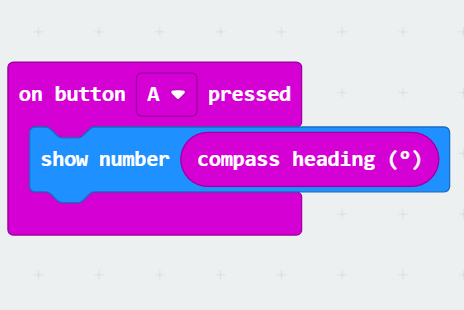 on button A pressed
show number compass heading (°)